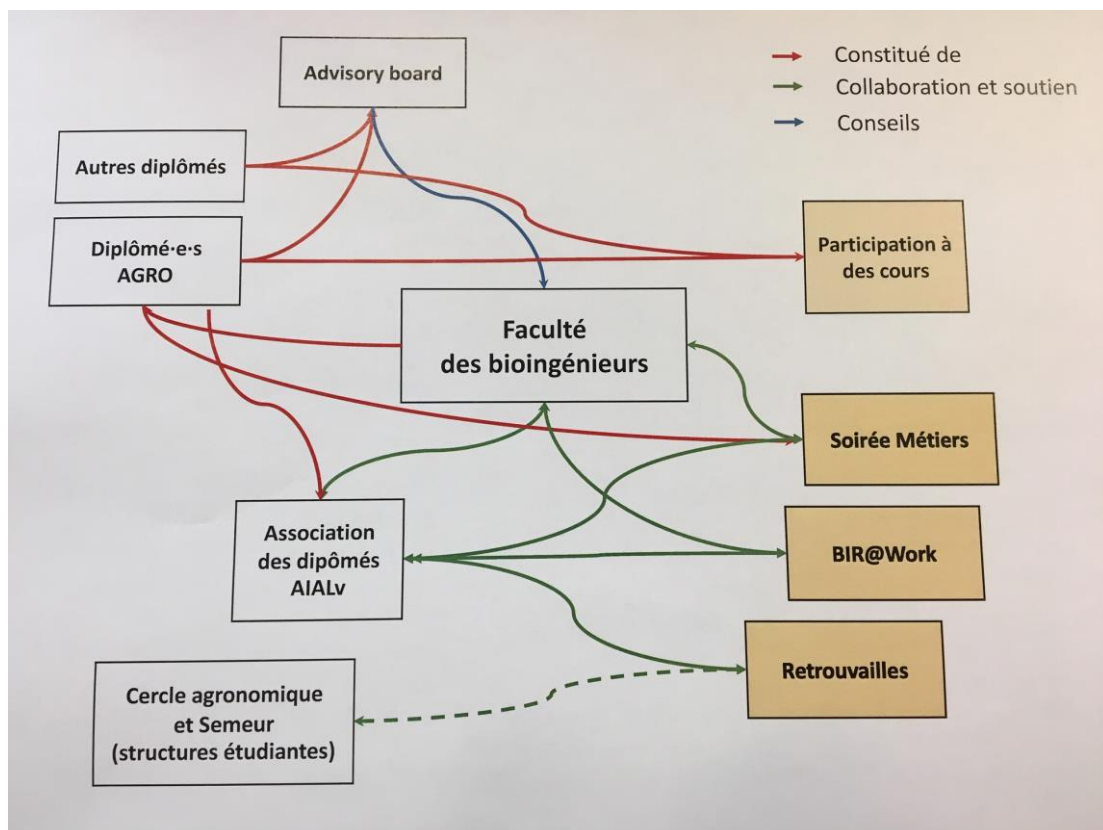 Advisory board
Constitué de
Collaboration et soutien
Conseils
Autres diplômés
Diplômé·e·s
AGRO
Participation à
des cours
Faculté
des bioingénieurs
Soirée Métiers
Association
des dipômés
AIALv
BIR@Work
Retrouvailles
Cercle agronomique
et Semeur
(structures étudiantes)